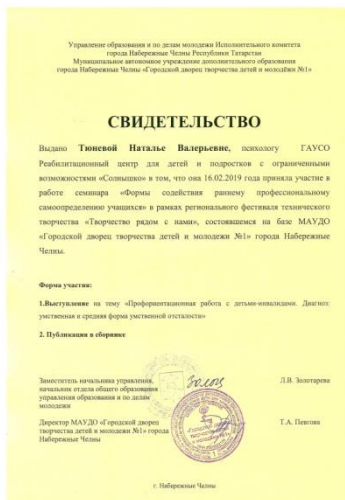 Управление образования и по делам молодежи Исполнительного комитета
города Набережные Челны Республики Татарстан
Муниципальное автономное учреждение дополнительного образования
города Набережные Челны «Городской дворец творчества детей и молодёжи №1»
СВИДЕТЕЛЬСТВО
Выдано Тюневой Наталье Валерьевне, психологу ГАУСО
Реабилитационный центр для детей и подростков с ограниченными
возможностями «Солнышко» в том, что она 16.02.2019 года приняла участие в
работе семинара «Формы содействия раннему профессиональному
самоопределению учащихся» в рамках регионального фестиваля технического
творчества «Творчество рядом с нами», состоявшемся на базе МАУДО
«Городской дворец творчества детей и молодежи №1» города Набережные
Челны.
Форма участия:
1.Выступление на тему «Профориентационная работа с детьми-инвалидами. Диагноз:
умственная и средняя форма умственной отсталости»
2. Публикация в сборнике
Заместитель начальника управления,
начальник отдела общего образования
управления образования и по делам
молодежи
Л.В. Золотарева
Директор МАУДО «Городской дворец
творчества детей и молодежи №1» города
Набережные Челны
Т.А. Певгова
г. Набережные Челны